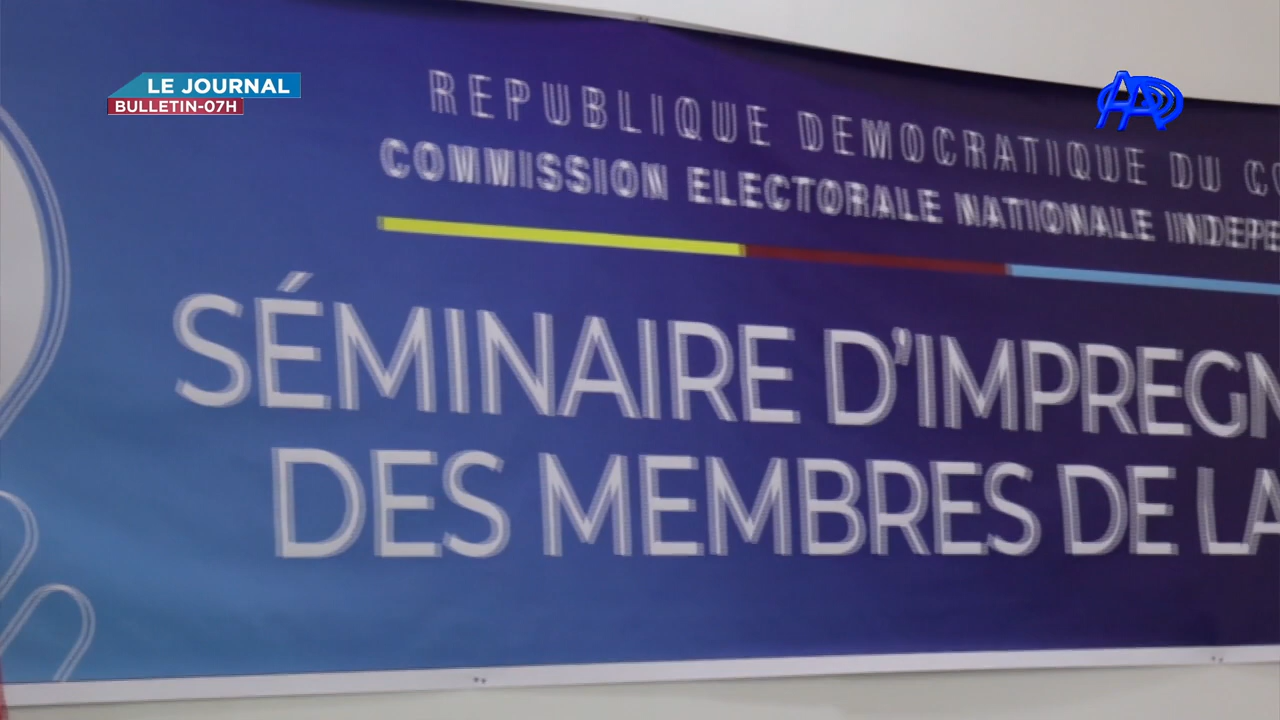 LE JOURNAL
BULLETIN-07H
REPUBLIQUE DEMOCRATIQUE DU
COMMISSION ELECTORALE NATIONALE
SÉMINAIRE D'IMPREGN
DES MEMBRES DE LA